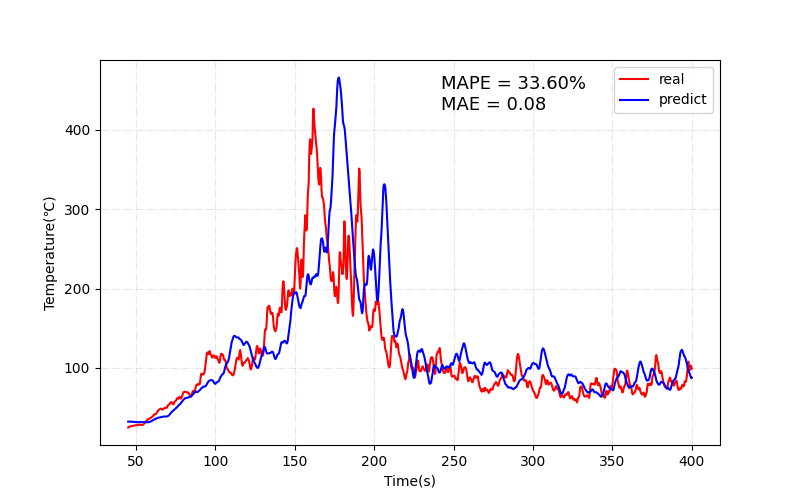 MAPE = 33.60%
MAE = 0.08
real
predict
Temperature(℃)
400
300
200
100
50
100
150
200
250
300
350
400
Time(s)